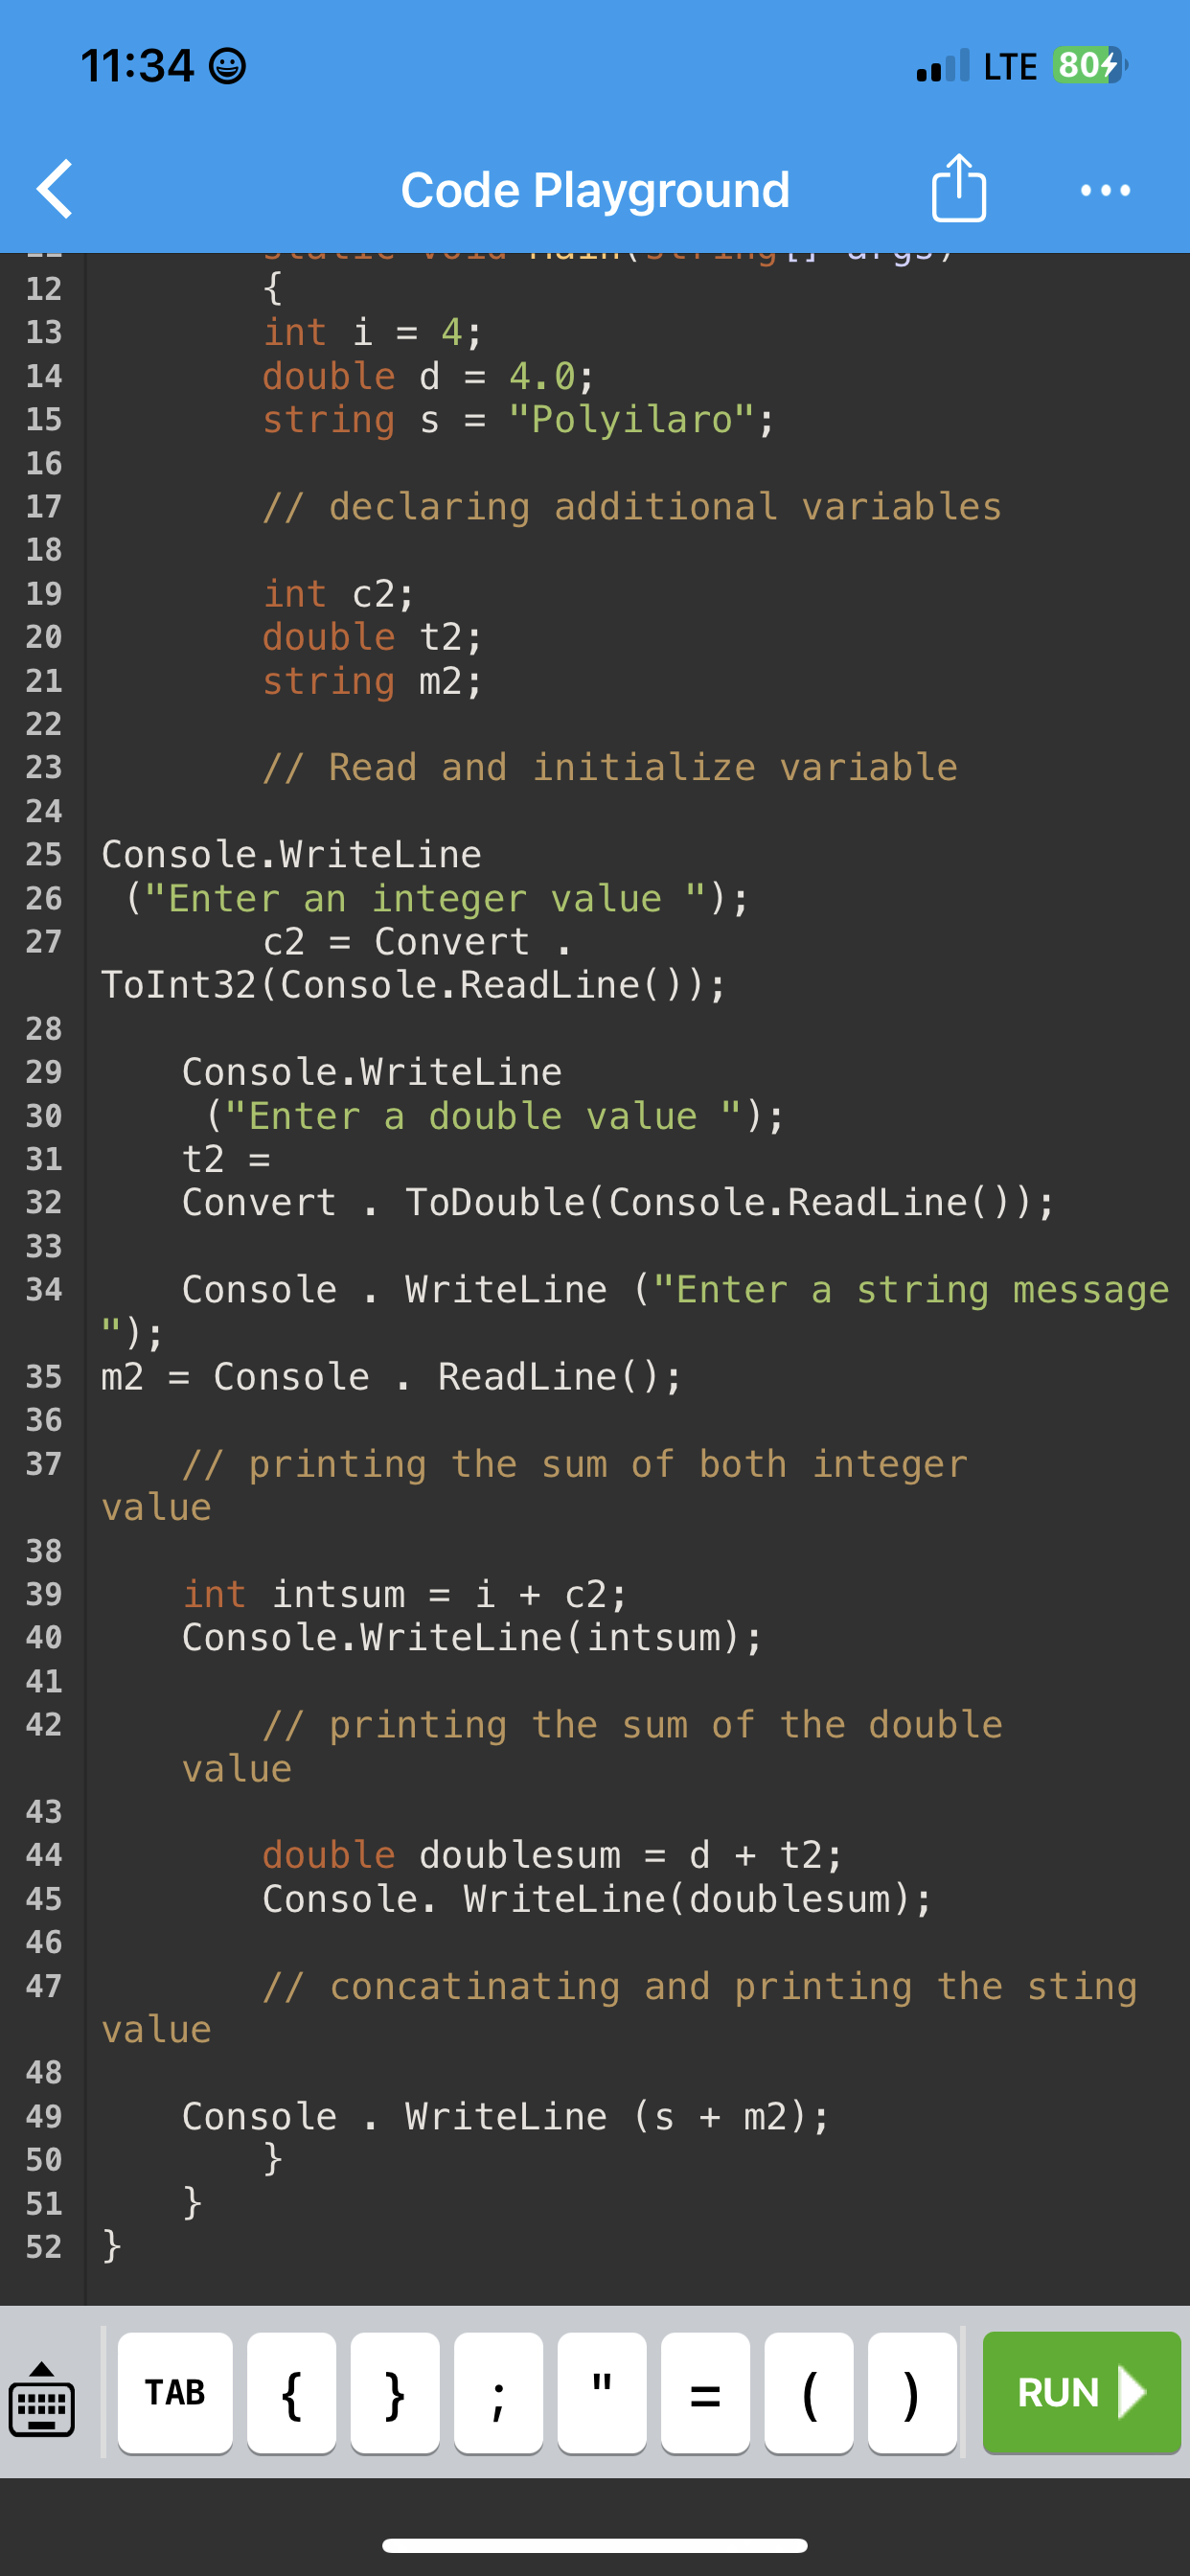 11:34
LTE 80
Code Playground
11 static void Main(string[] args)
12 {
13 int i = 4;
14 double d = 4.0;
15 string s = "Polyilaro";
16
17 // declaring additional variables
18
19 int c2;
20 double t2;
21 string m2;
22
23 // Read and initialize variable
24
25 Console.WriteLine
26 ("Enter an integer value ");
27 c2 = Convert .
ToInt32(Console.ReadLine());
28
29 Console.WriteLine
30 ("Enter a double value ");
31 t2 =
32 Convert . ToDouble(Console.ReadLine());
33
34 Console . WriteLine ("Enter a string message
");
35 m2 = Console . ReadLine();
36
37 // printing the sum of both integer
value
38
39 int intsum = i + c2;
40 Console.WriteLine(intsum);
41
42 // printing the sum of the double
value
43
44 double doublesum = d + t2;
45 Console. WriteLine(doublesum);
46
47 // concatinating and printing the sting
value
48
49 Console . WriteLine (s + m2);
50 }
51 }
52 }
TAB { } ; " = ( ) RUN